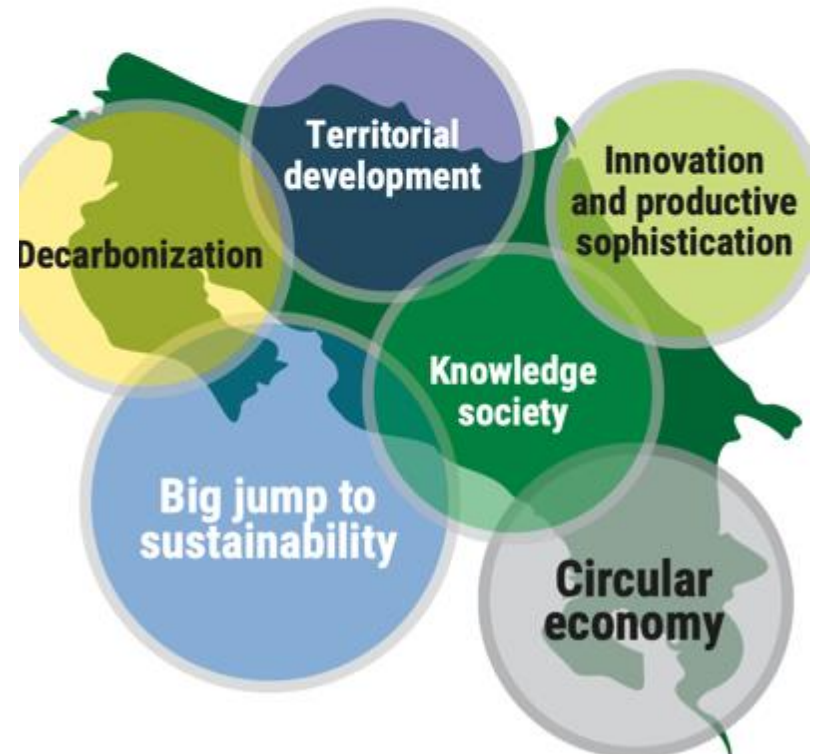 Territorial
development
Innovation
and productive
sophistication
Decarbonization
Knowledge
society
Big jump to
sustainability
Circular
economy